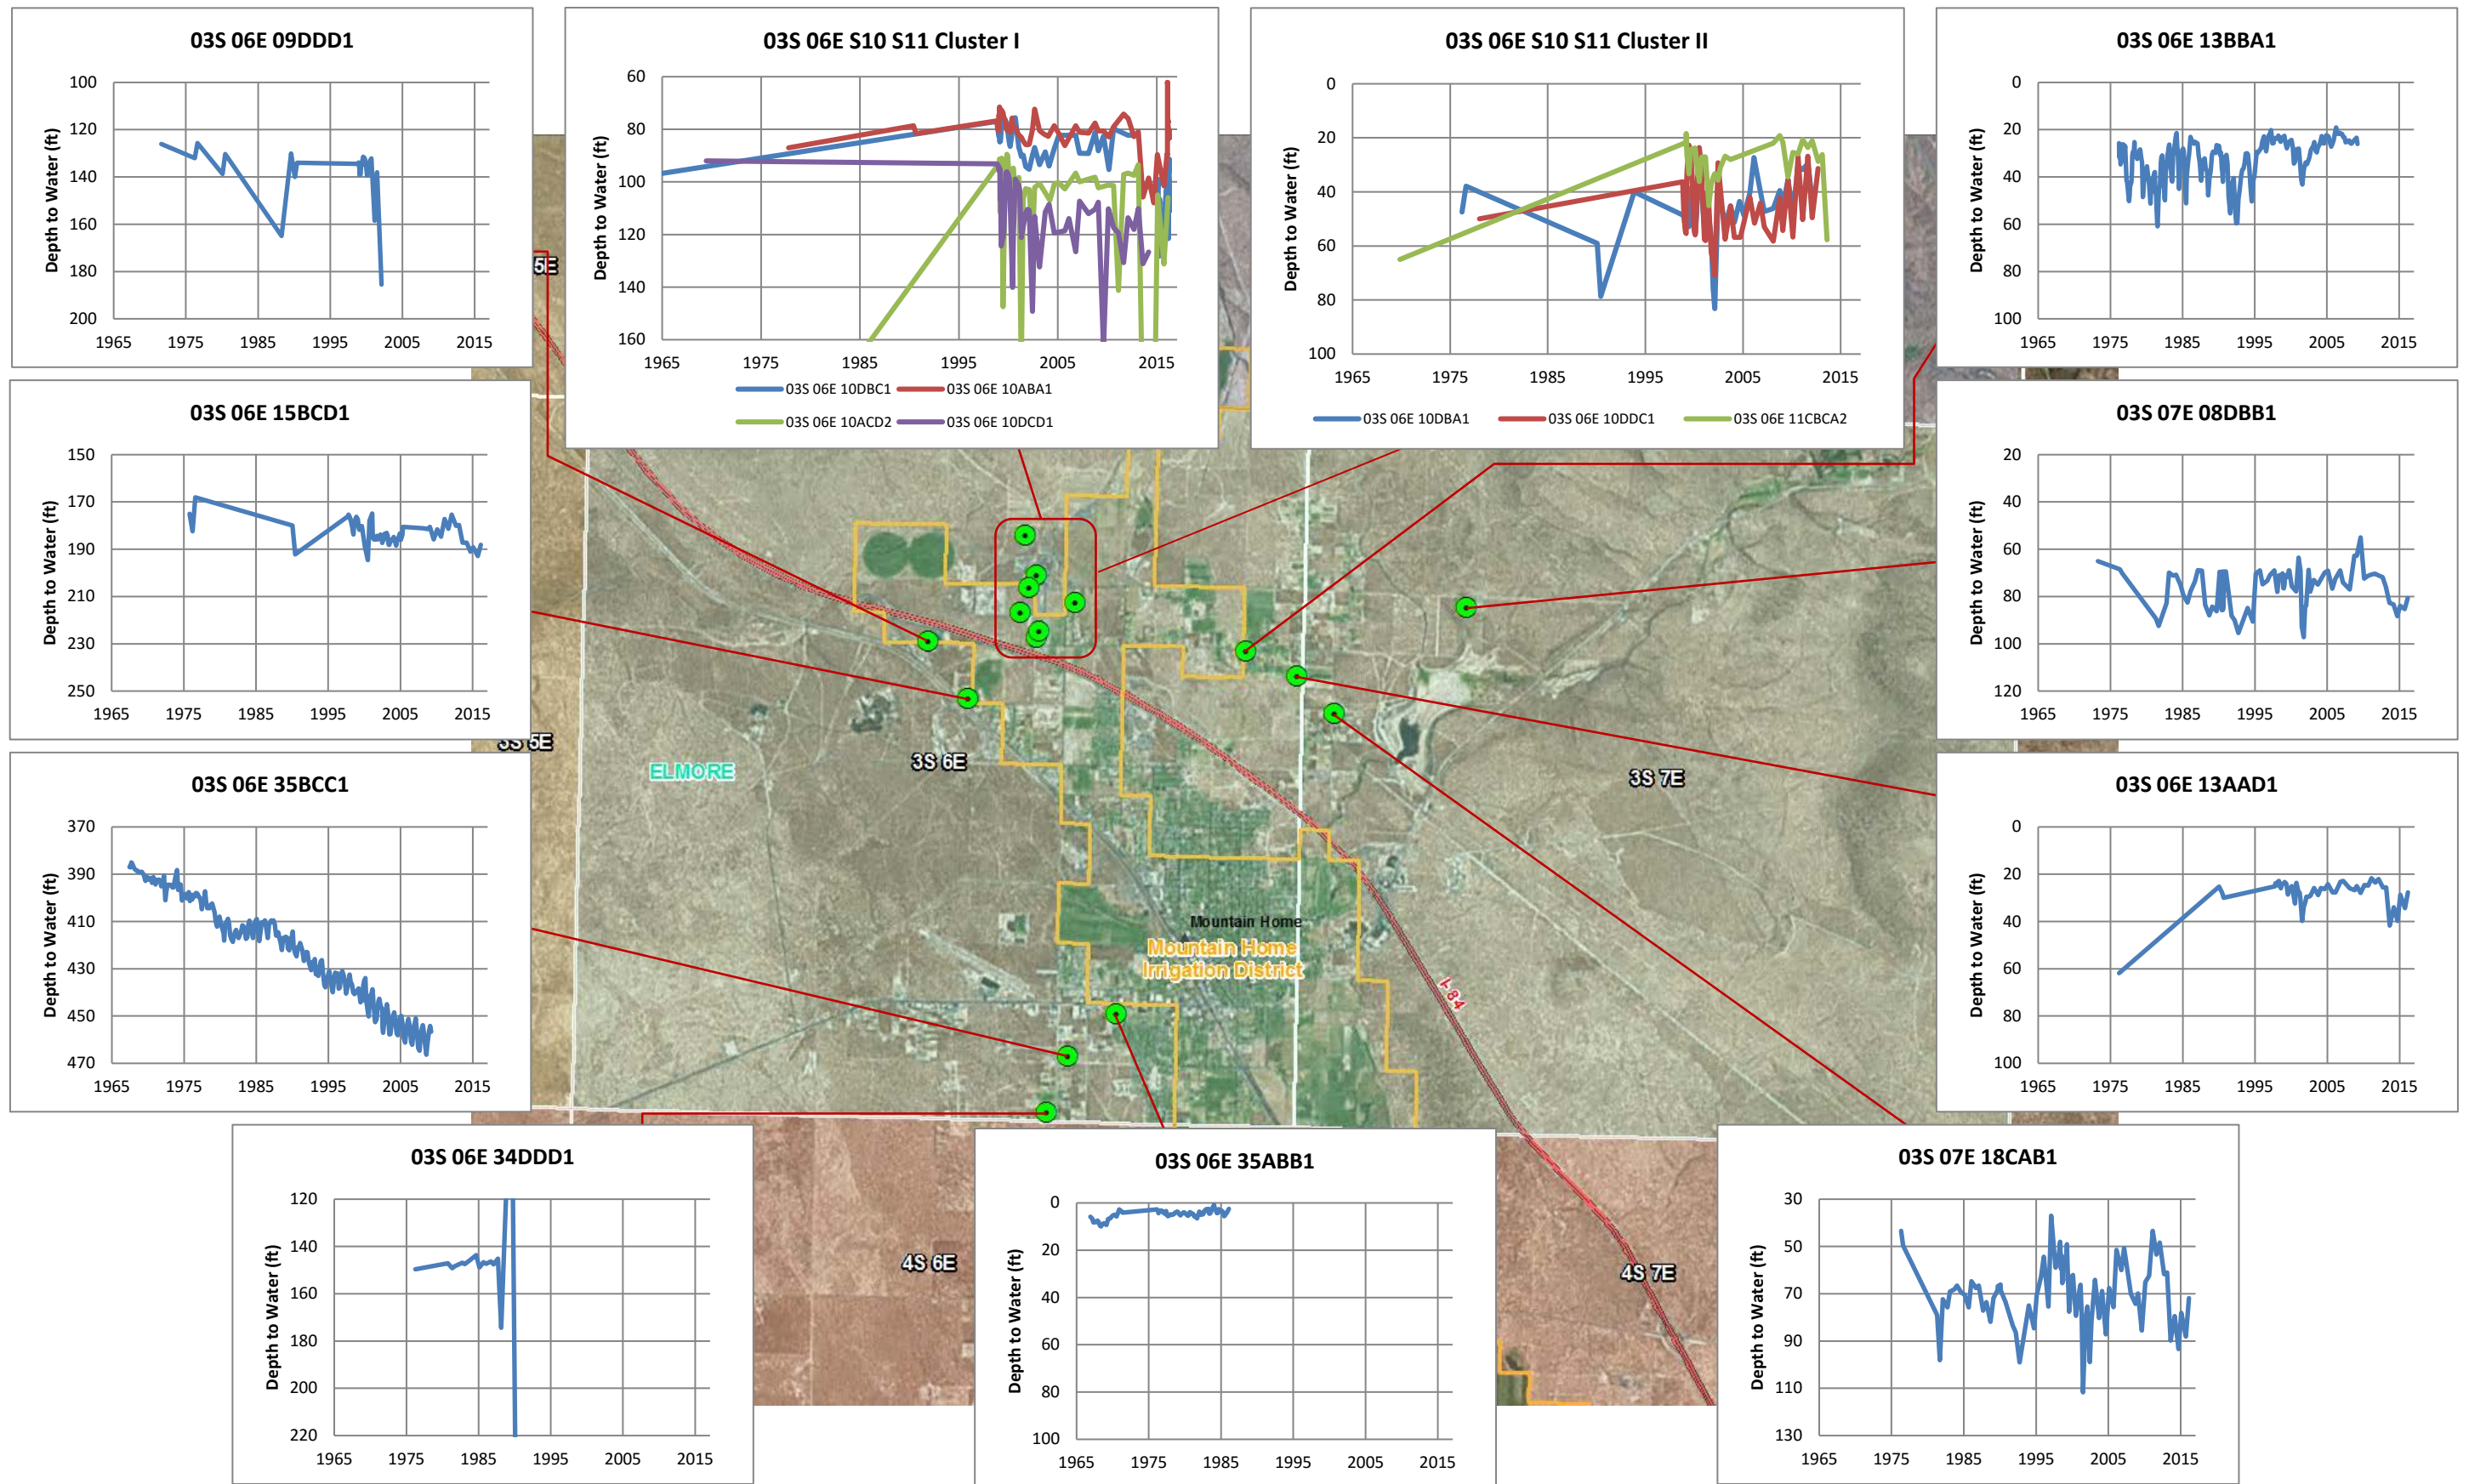 03S 06E 09DDD1
Depth to Water (ft)
100
120
140
160
180
200
1965 1975 1985 1995 2005 2015
03S 06E S10 S11 Cluster I
Depth to Water (ft)
60
80
100
120
140
160
1965 1975 1985 1995 2005 2015
03S 06E 10DBC1 03S 06E 10ABA1
03S 06E 10ACD2 03S 06E 10DCD1
03S 06E S10 S11 Cluster II
Depth to Water (ft)
0
20
40
60
80
100
1965 1975 1985 1995 2005 2015
03S 06E 10DBA1 03S 06E 10DDC1 03S 06E 11CBCA2
03S 06E 13BBA1
Depth to Water (ft)
0
20
40
60
80
100
1965 1975 1985 1995 2005 2015
03S 06E 15BCD1
Depth to Water (ft)
150
170
190
210
230
250
1965 1975 1985 1995 2005 2015
03S 07E 08DBB1
Depth to Water (ft)
20
40
60
80
100
120
1965 1975 1985 1995 2005 2015
5E
3S 5E
ELMORE
3S 6E
3S 7E
Mountain Home
Mountain Home
Irrigation District
I-84
4S 6E
4S 7E
03S 06E 35BCC1
Depth to Water (ft)
370
390
410
430
450
470
1965 1975 1985 1995 2005 2015
03S 06E 13AAD1
Depth to Water (ft)
0
20
40
60
80
100
1965 1975 1985 1995 2005 2015
03S 06E 34DDD1
Depth to Water (ft)
120
140
160
180
200
220
1965 1975 1985 1995 2005 2015
03S 06E 35ABB1
Depth to Water (ft)
0
20
40
60
80
100
1965 1975 1985 1995 2005 2015
03S 07E 18CAB1
Depth to Water (ft)
30
50
70
90
110
130
1965 1975 1985 1995 2005 2015